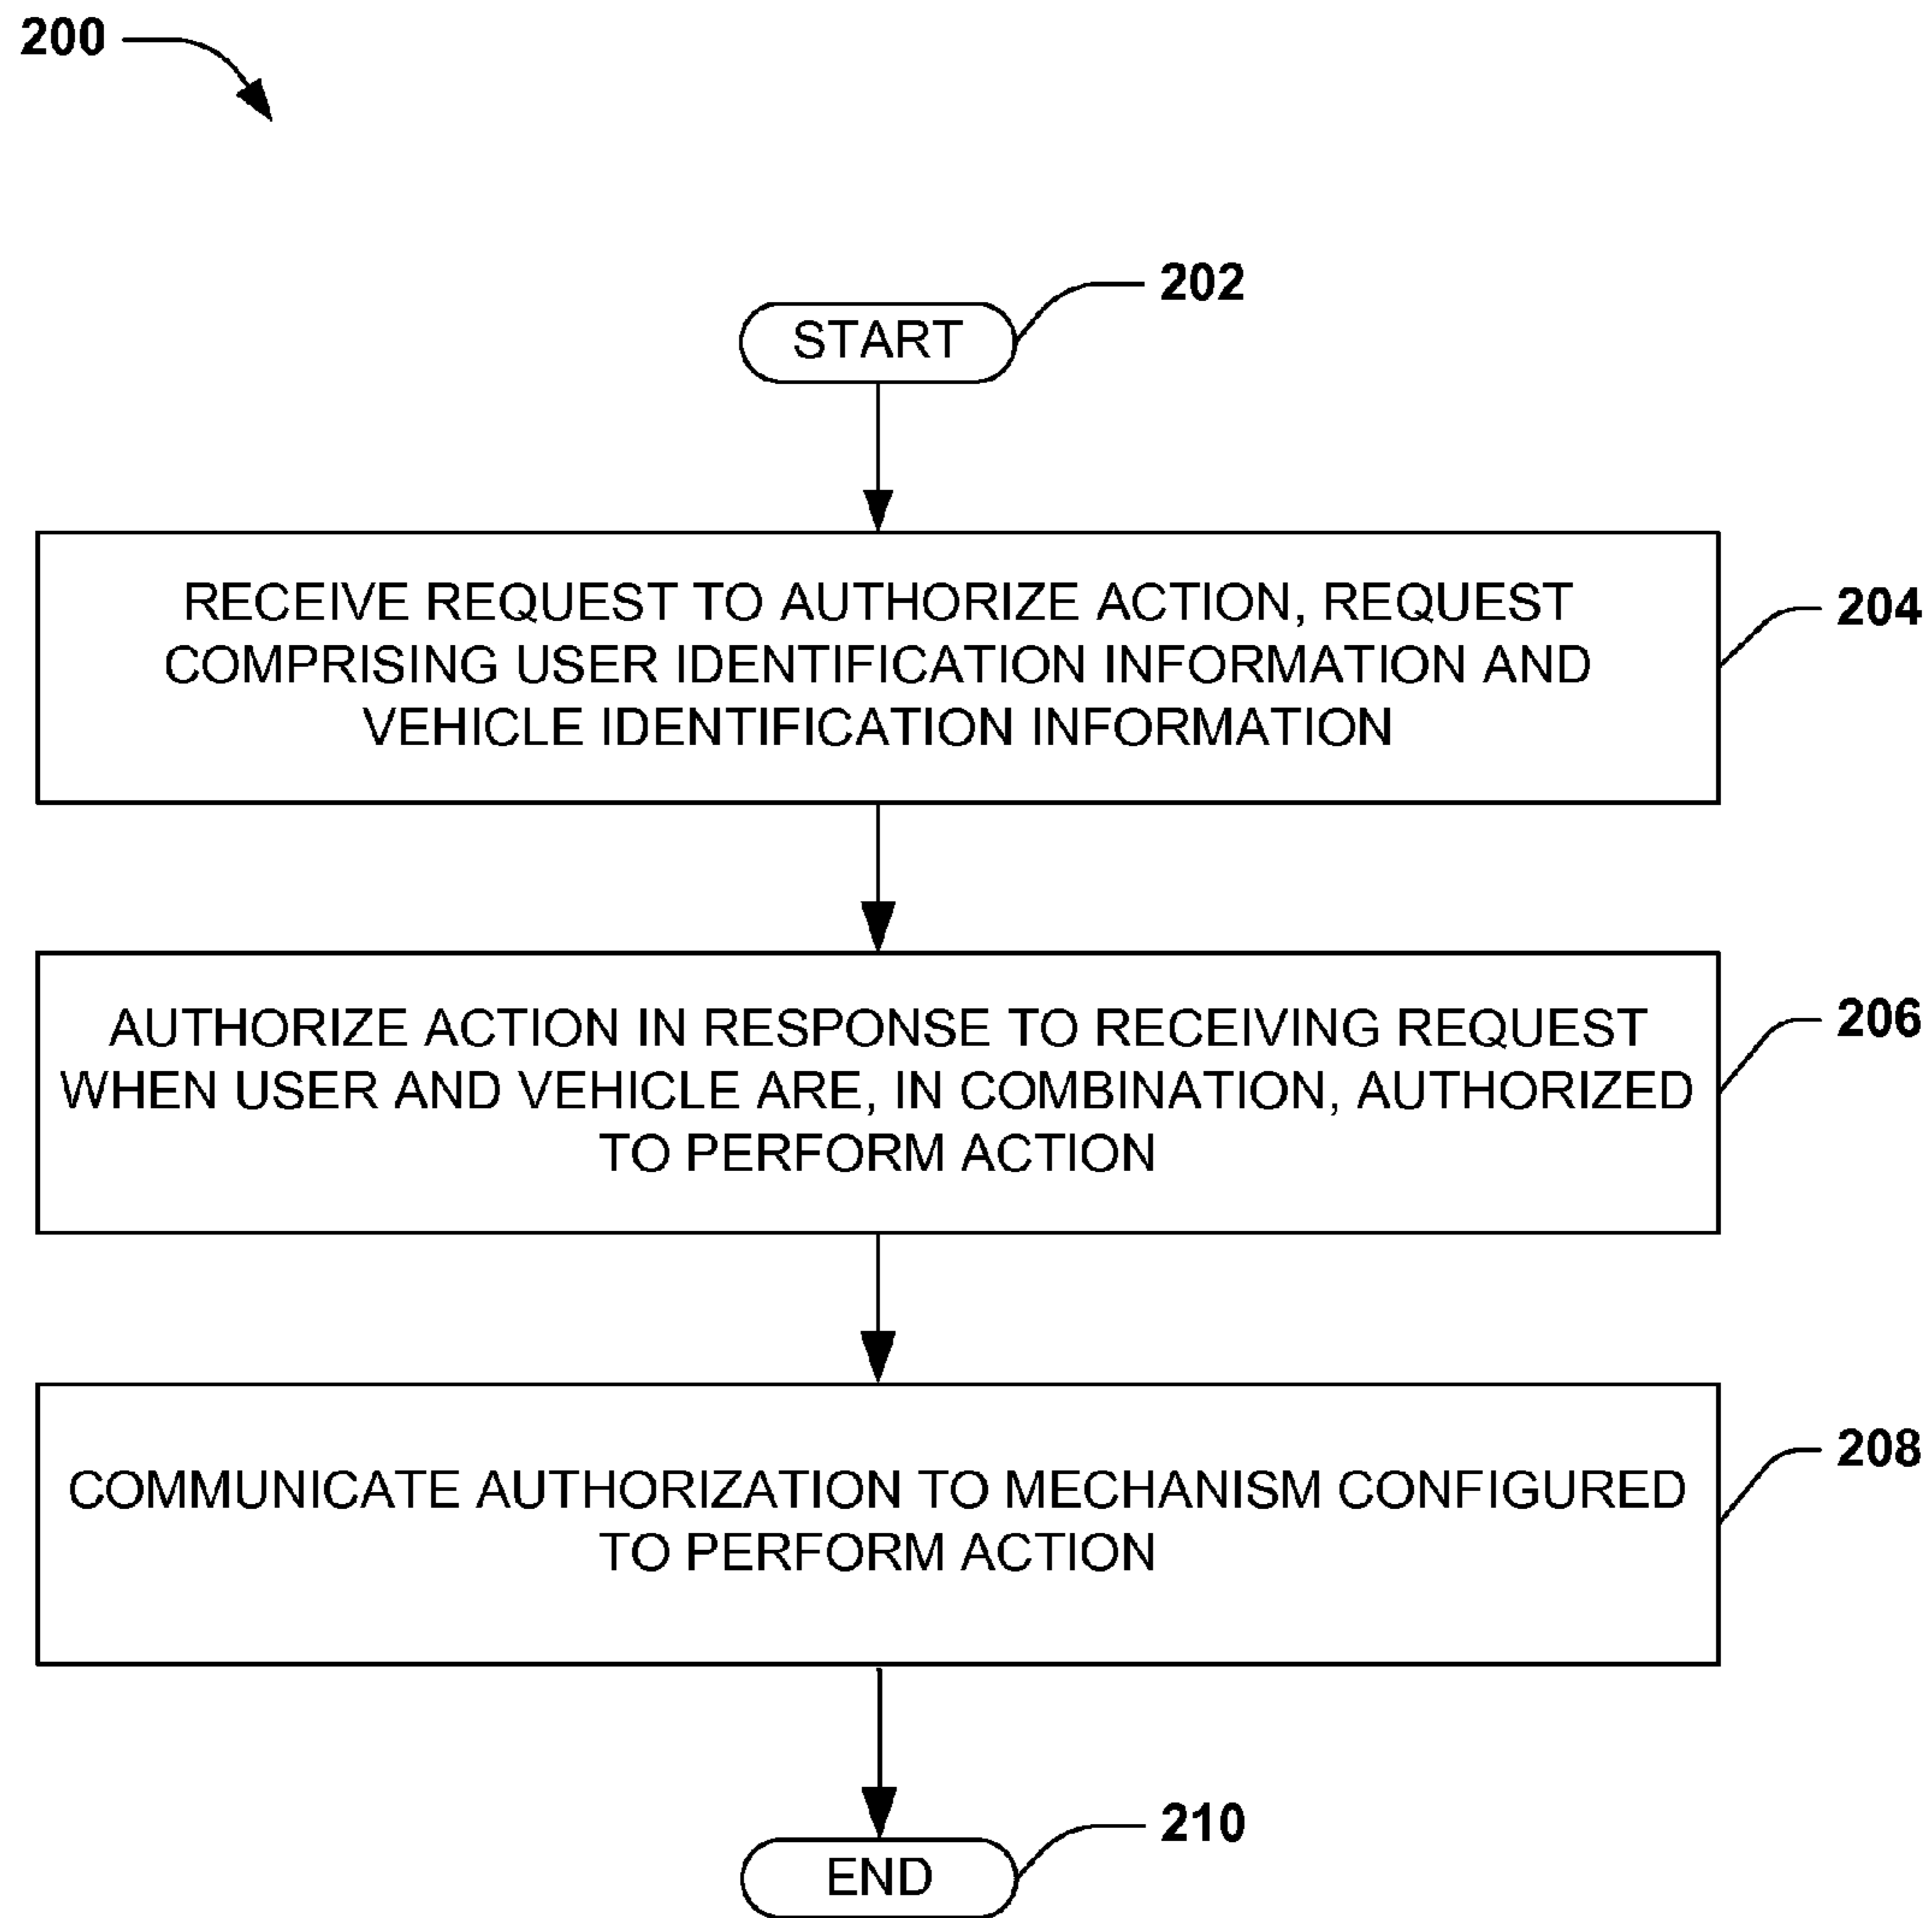 200
202
START
RECEIVE REQUEST TO AUTHORIZE ACTION, REQUEST
COMPRISING USER IDENTIFICATION INFORMATION AND
VEHICLE IDENTIFICATION INFORMATION
204
AUTHORIZE ACTION IN RESPONSE TO RECEIVING REQUEST
WHEN USER AND VEHICLE ARE, IN COMBINATION, AUTHORIZED
TO PERFORM ACTION
206
COMMUNICATE AUTHORIZATION TO MECHANISM CONFIGURED
TO PERFORM ACTION
208
210
END